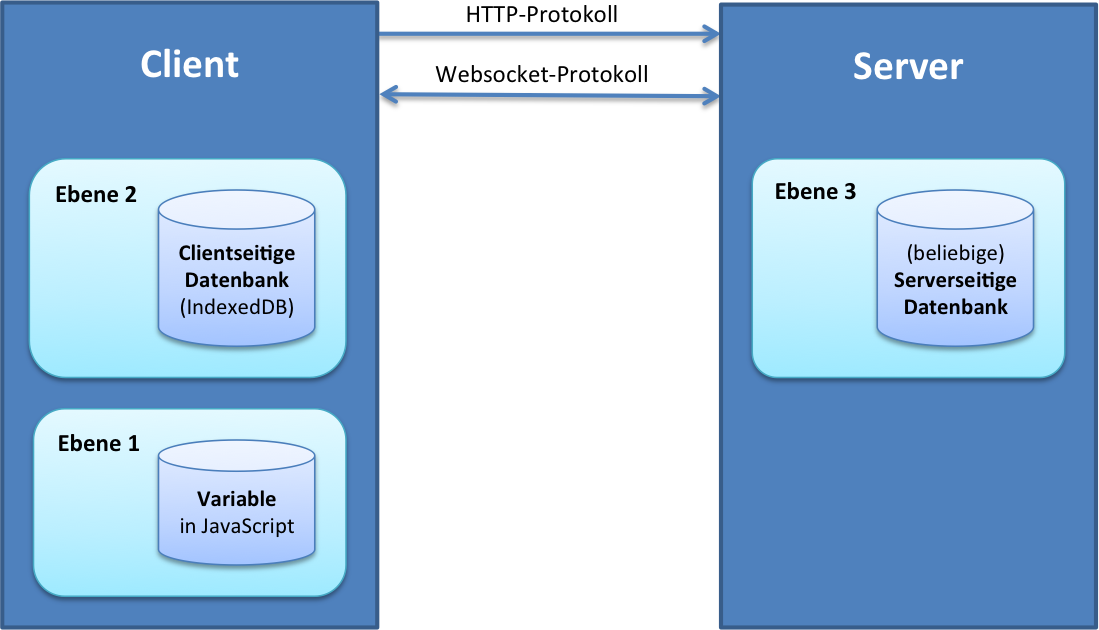 HTTP-Protokoll
Client
Websocket-Protokoll
Server
Ebene 2
Clientseitige
Datenbank
(IndexedDB)
Ebene 3
(beliebige)
Serverseitige
Datenbank
Ebene 1
Variable
in JavaScript